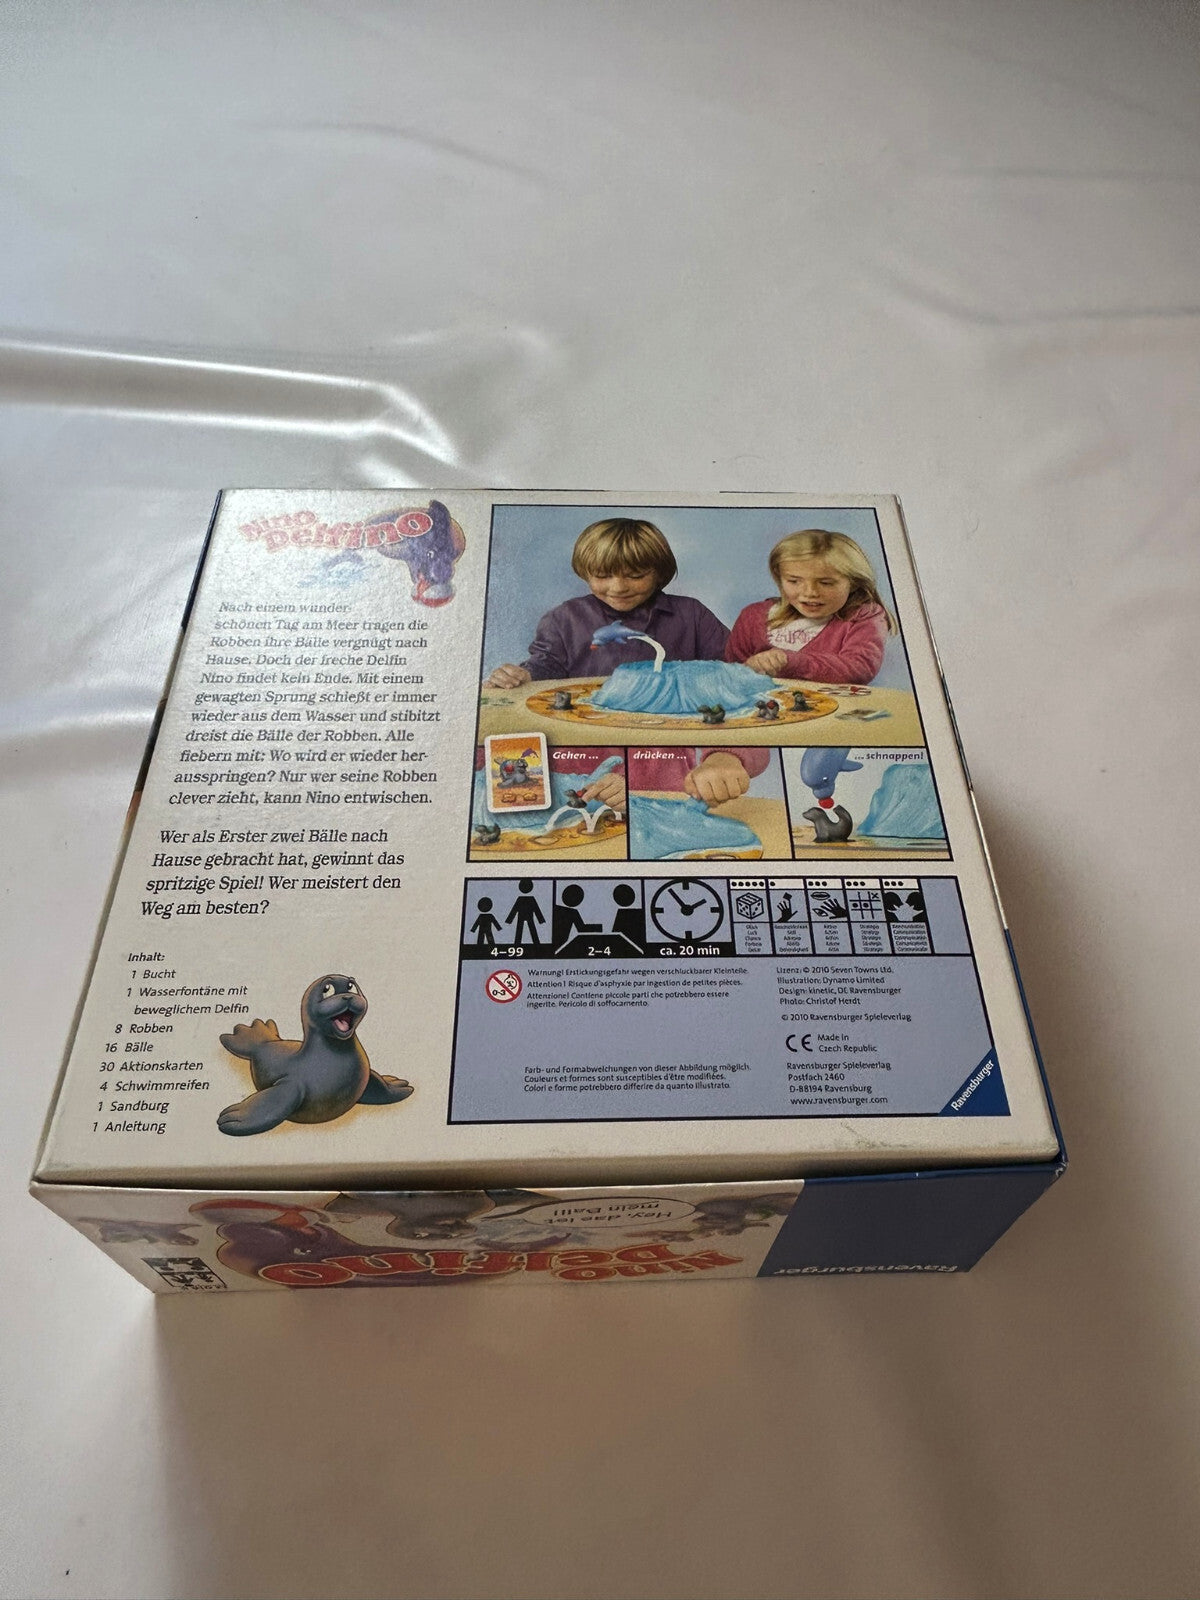 Nino
Delfino
Nach einem wunder-
schönen Tag am Meer tragen die
Robben ihre Bälle vergnügt nach
Hause. Doch der freche Delfin
Nino findet kein Ende. Mit einem
gewagten Sprung schießt er immer
wieder aus dem Wasser und stibitzt
dreist die Bälle der Robben. Alle
fiebern mit: Wo wird er wieder her-
ausspringen? Nur wer seine Robben
clever zieht, kann Nino entwischen.
Wer als Erster zwei Bälle nach
Hause gebracht hat, gewinnt das
spritzige Spiel! Wer meistert den
Weg am besten?
Inhalt:
1 Bucht
1 Wasserfontäne mit
beweglichem Delfin
8 Robben
16 Bälle
30 Aktionskarten
4 Schwimmreifen
1 Sandburg
1 Anleitung
Gehen ...
drücken ...
... schnappen!
4–99
2–4
ca. 20 min
0-3
Warnung! Erstickungsgefahr wegen verschluckbarer Kleinteile.
Attention! Risque d'asphyxie par ingestion de petites pièces.
Attenzione! Contiene piccole parti che potrebbero essere
ingerite. Pericolo di soffocamento.
Farb- und Formabweichungen von dieser Abbildung möglich.
Couleurs et formes sont susceptibles d'être modifiées.
Colori e forme potrebbero differire da quanto illustrato.
Lizenz: © 2010 Seven Towns Ltd.
Illustration: Dynamo Limited
Design: kinetic, DE Ravensburger
Photo: Christof Herdt
© 2010 Ravensburger Spieleverlag
CE Made in
Czech Republic
Ravensburger Spieleverlag
Postfach 2460
D-88194 Ravensburg
www.ravensburger.com
Ravensburger
Hey, das ist
mein Ball!
Nino
Delfino
Ravensburger